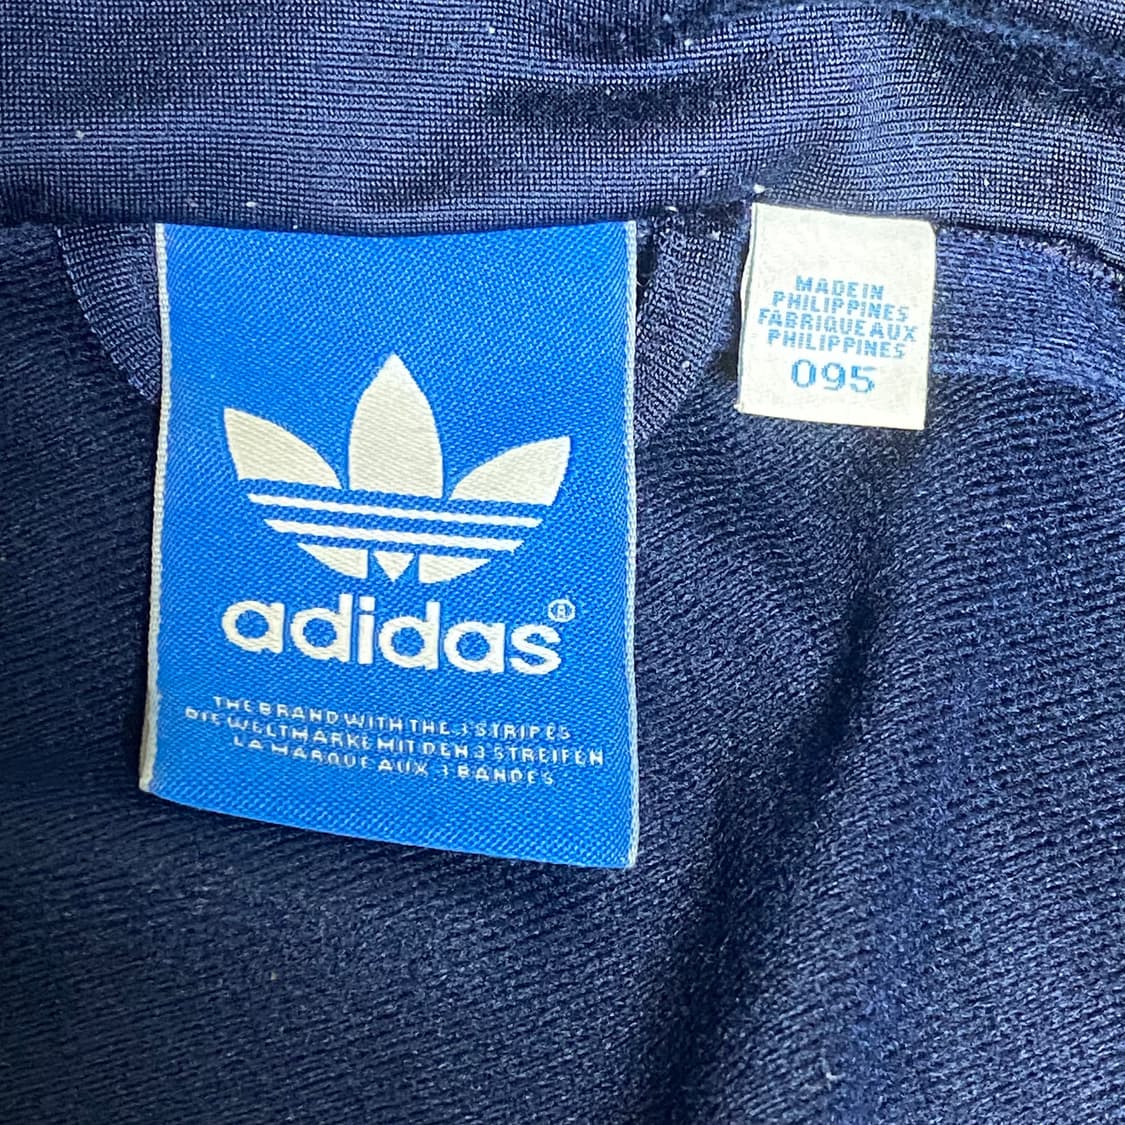 adidas®
THE BRAND WITH THE 3 STRIPES
DIE WELTMARKE MIT DEN 3 STREIFEN
LA MARQUE AUX 3 BANDES
MADE IN
PHILIPPINES
FABRIQUE AUX
PHILIPPINES
095